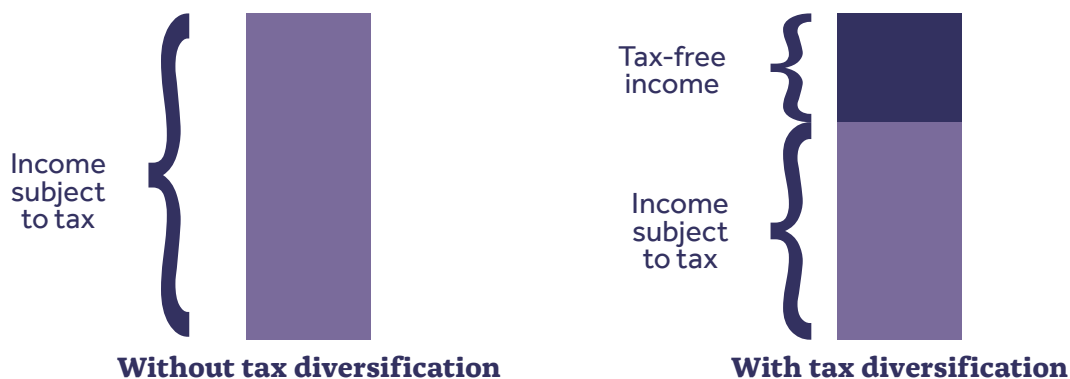 Income
subject
to tax
Without tax diversification
Tax-free
income
Income
subject
to tax
With tax diversification